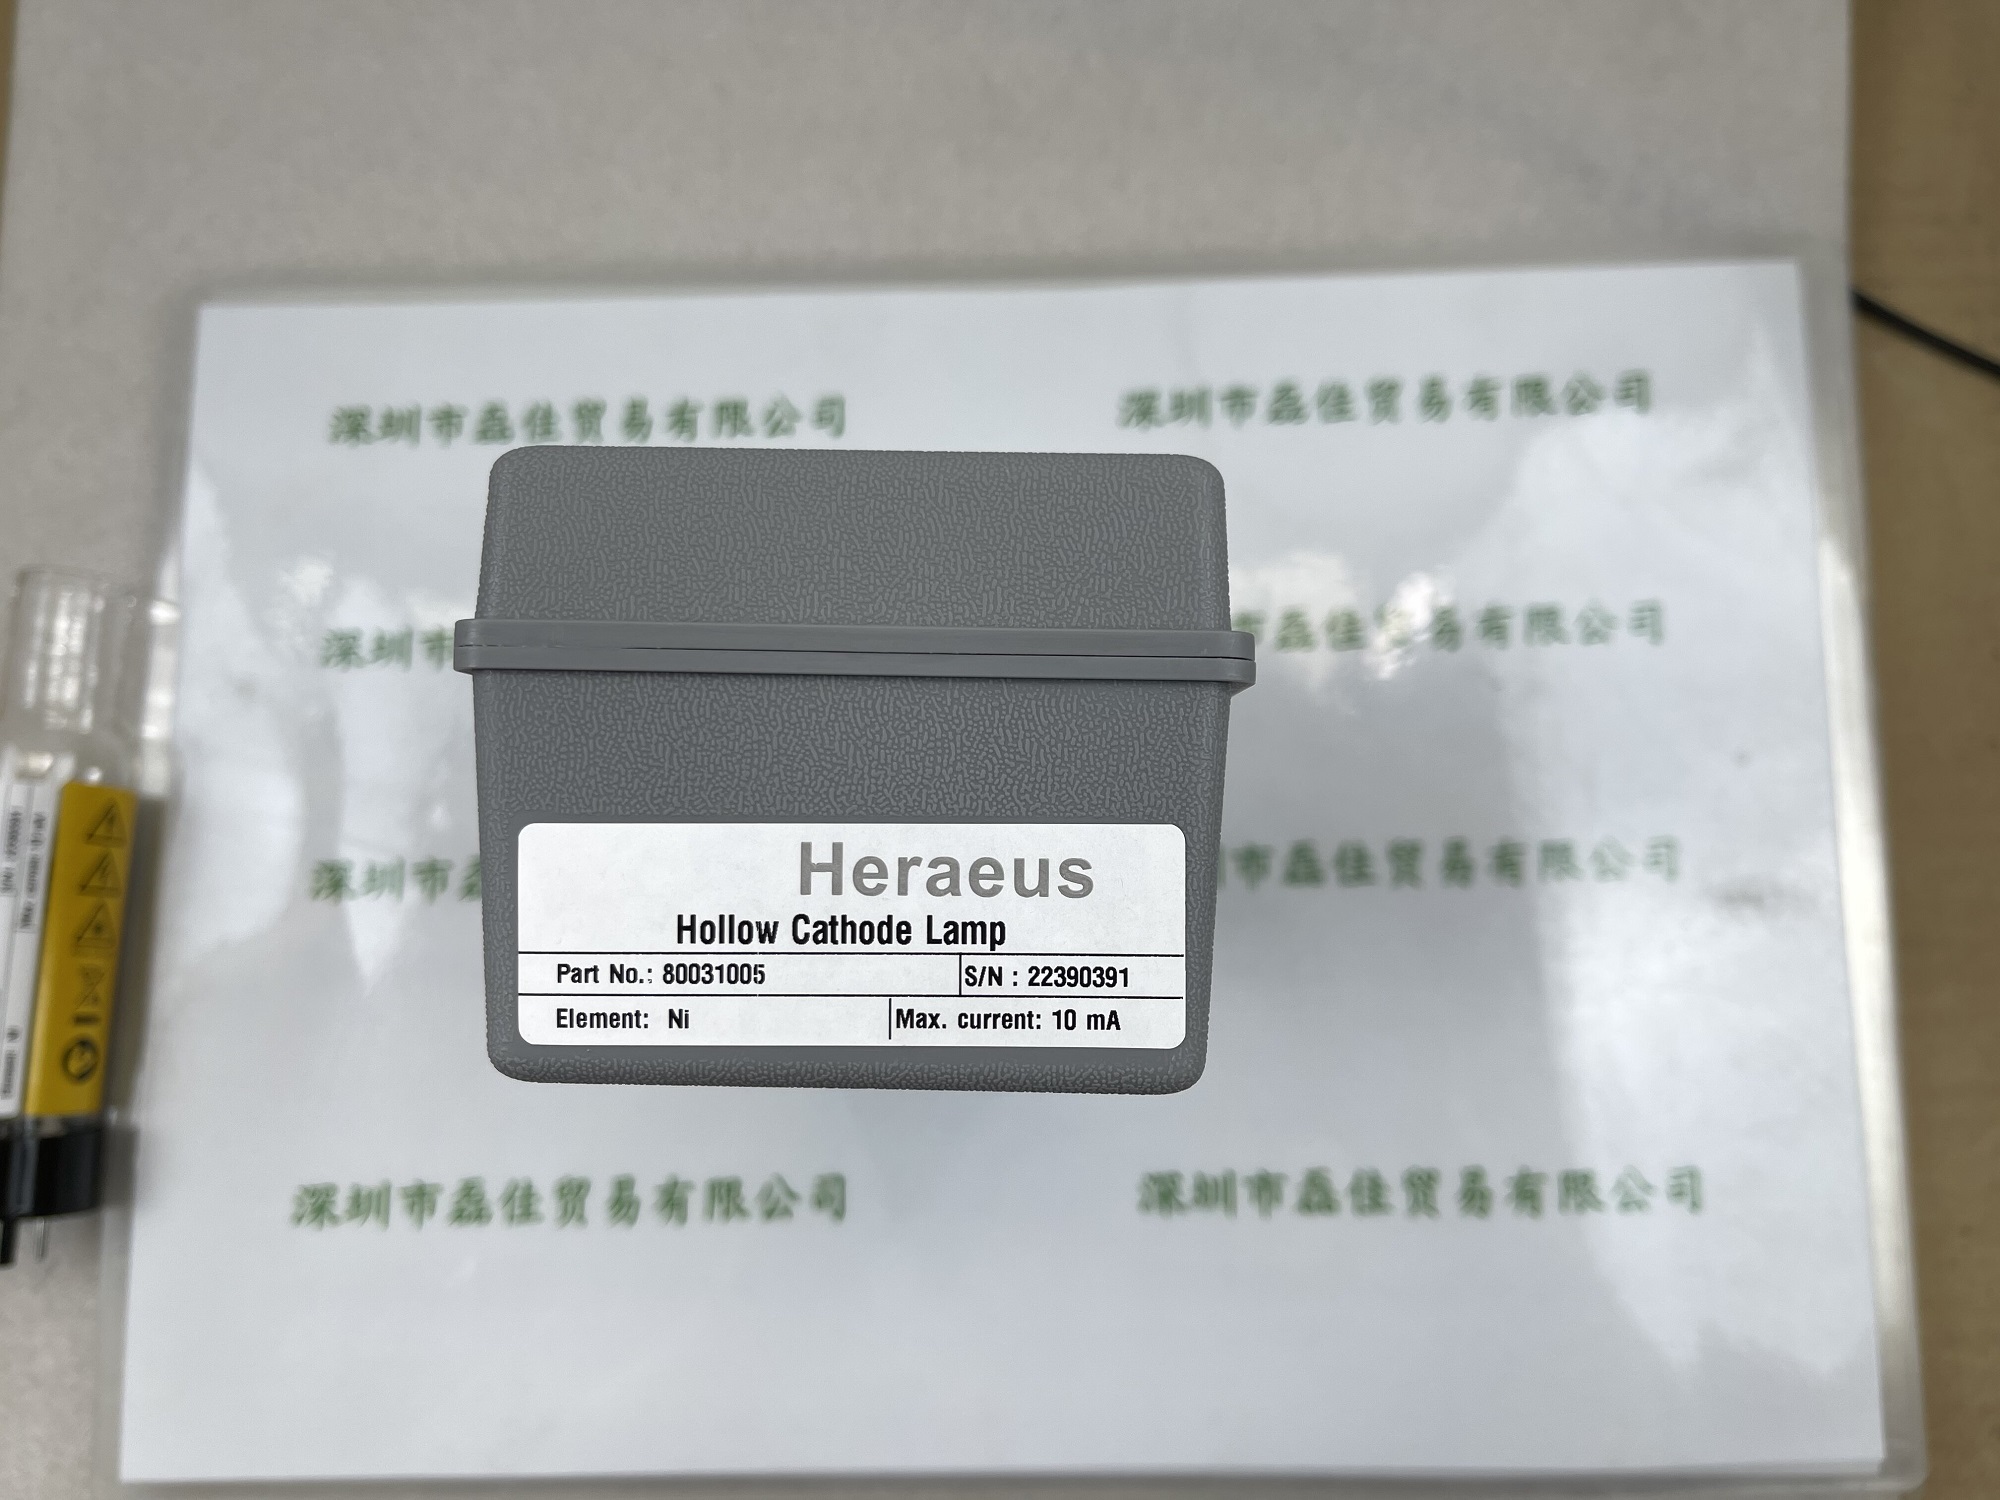 深圳市磊佳贸易有限公司 深圳市磊佳贸易有限公司
深圳市 市磊佳贸易有限公司
深圳市磊 市磊佳贸易有限公司
Heraeus
Hollow Cathode Lamp
Part No.: 80031005 S/N : 22390391
Element: Ni Max. current: 10 mA
深圳市磊佳贸易有限公司 深圳市磊佳贸易有限公司